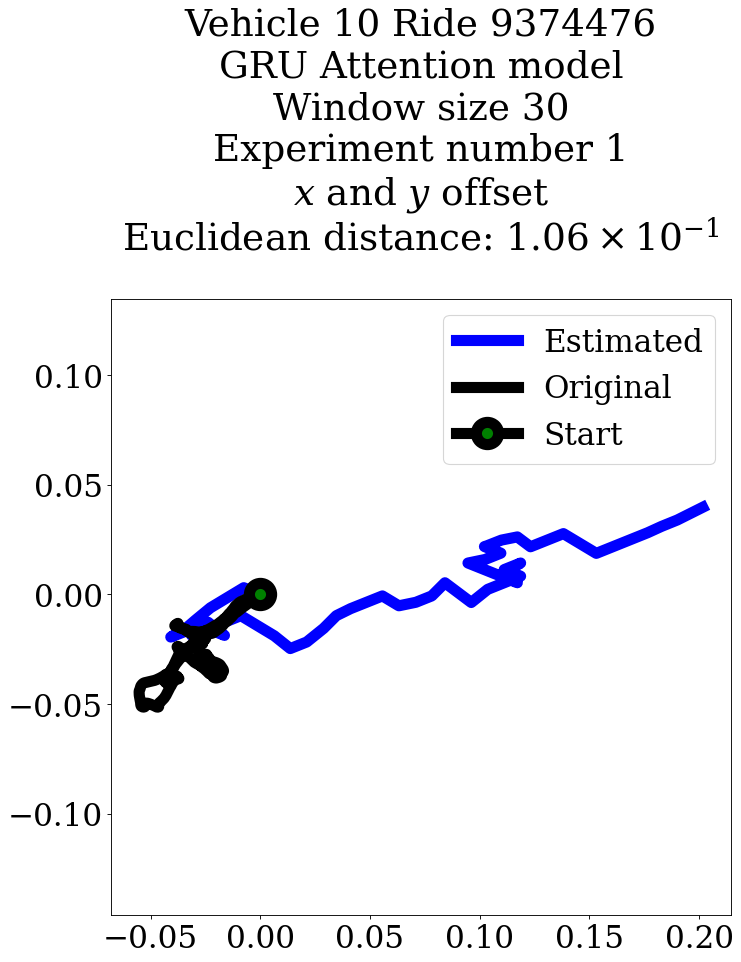 Vehicle 10 Ride 9374476
GRU Attention model
Window size 30
Experiment number 1
x and y offset
Euclidean distance: 1.06 × 10⁻¹
Estimated
Original
Start
0.10
0.05
0.00
−0.05
−0.10
−0.05 0.00 0.05 0.10 0.15 0.20